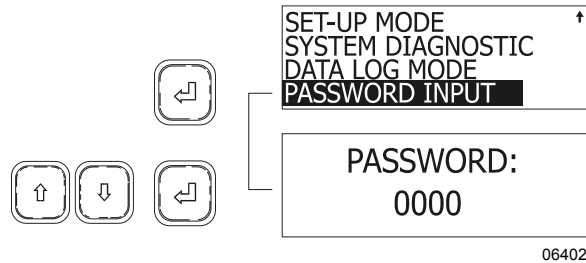 SET-UP MODE
SYSTEM DIAGNOSTIC
DATA LOG MODE
PASSWORD INPUT
PASSWORD:
0000
06402